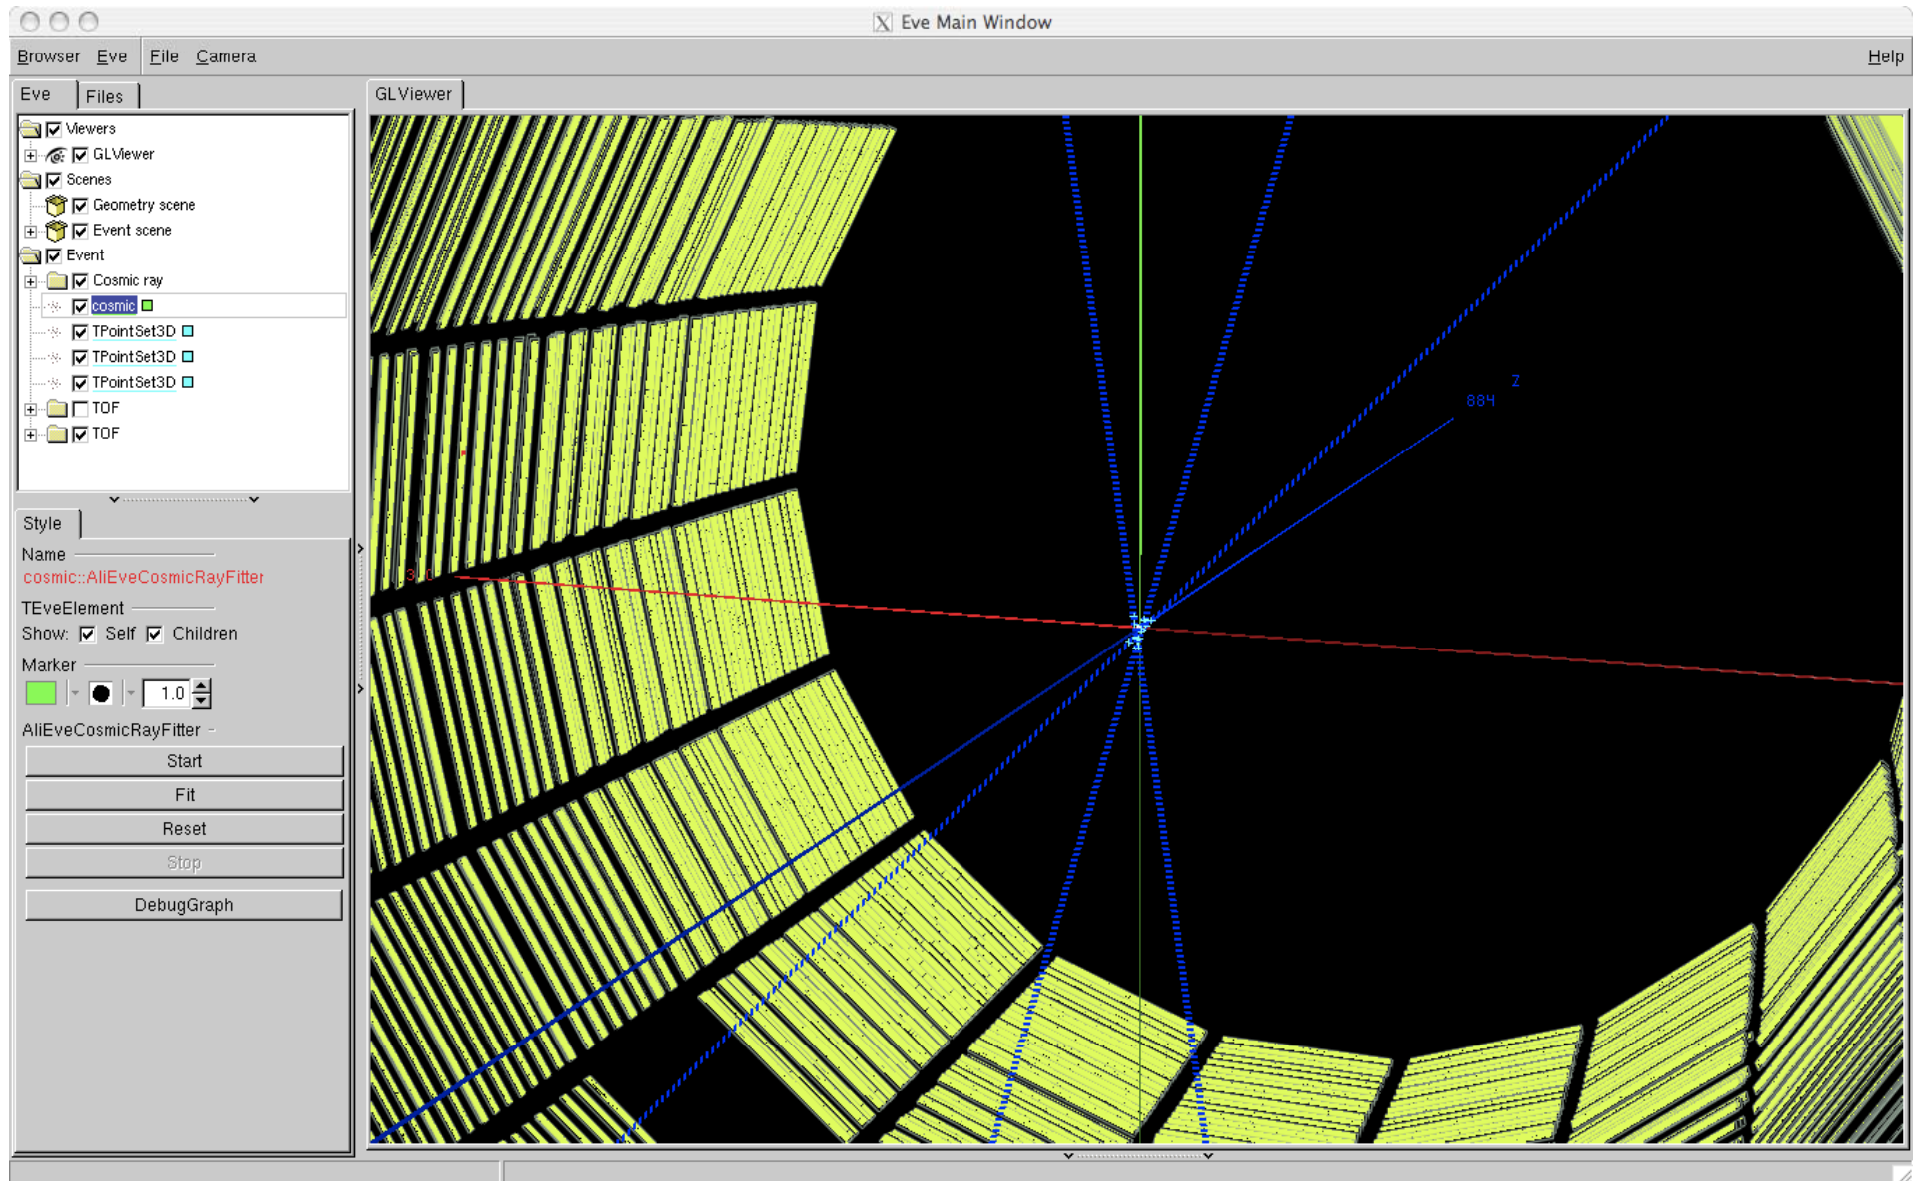 Eve Main Window
Browser Eve File Camera Help
Eve Files
GLViewer
Viewers
GLViewer
Scenes
Geometry scene
Event scene
Event
Cosmic ray
cosmic
TPointSet3D
TPointSet3D
TPointSet3D
TOF
TOF
Style
Name
cosmic::AliEveCosmicRayFitter
TEveElement
Show: Self Children
Marker
1.0
AliEveCosmicRayFitter
Start
Fit
Reset
Stop
DebugGraph
Z
884